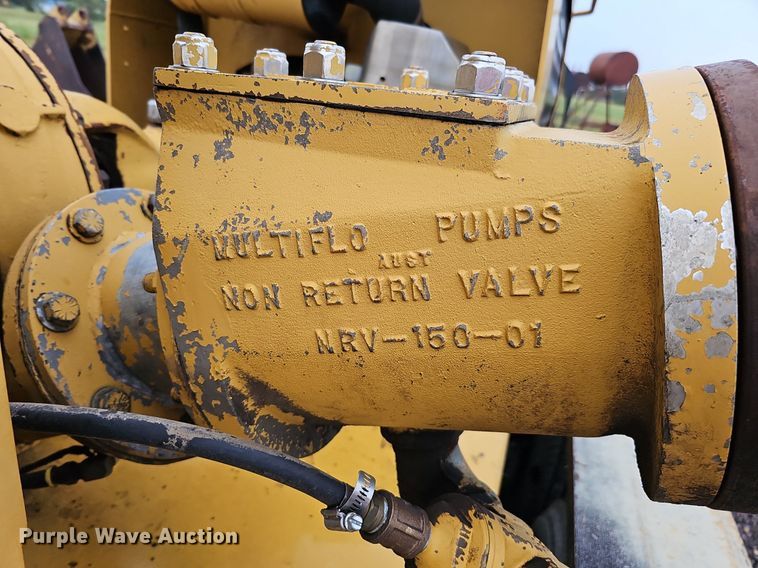 MULTIFLO PUMPS
AUST
NON RETURN VALVE
NRV-150-01
Purple Wave Auction